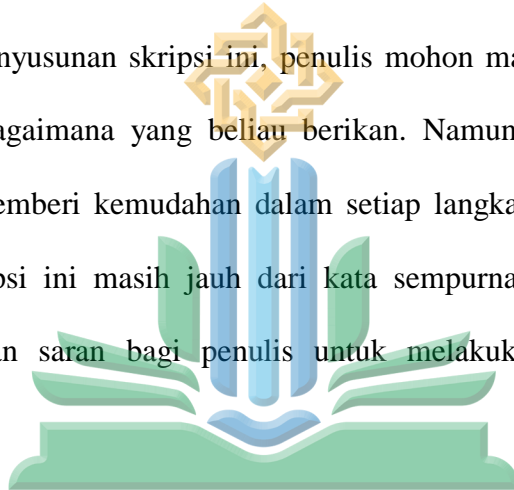 nyusunan skripsi ini, penulis mohon ma
agaimana yang beliau berikan. Namun
emberi kemudahan dalam setiap langka
psi ini masih jauh dari kata sempurna
an saran bagi penulis untuk melakuk